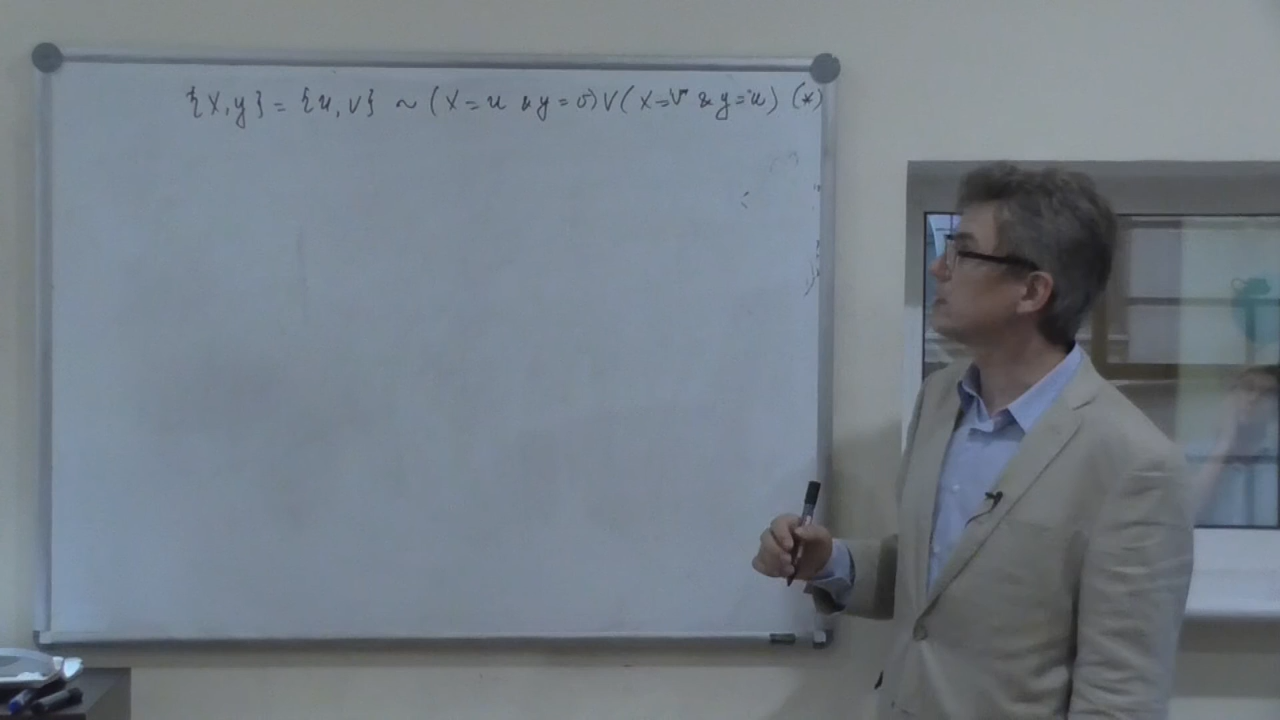 {x,y} = {u,v} ~ (x=u & y=v) ∨ (x=v & y=u) (*)